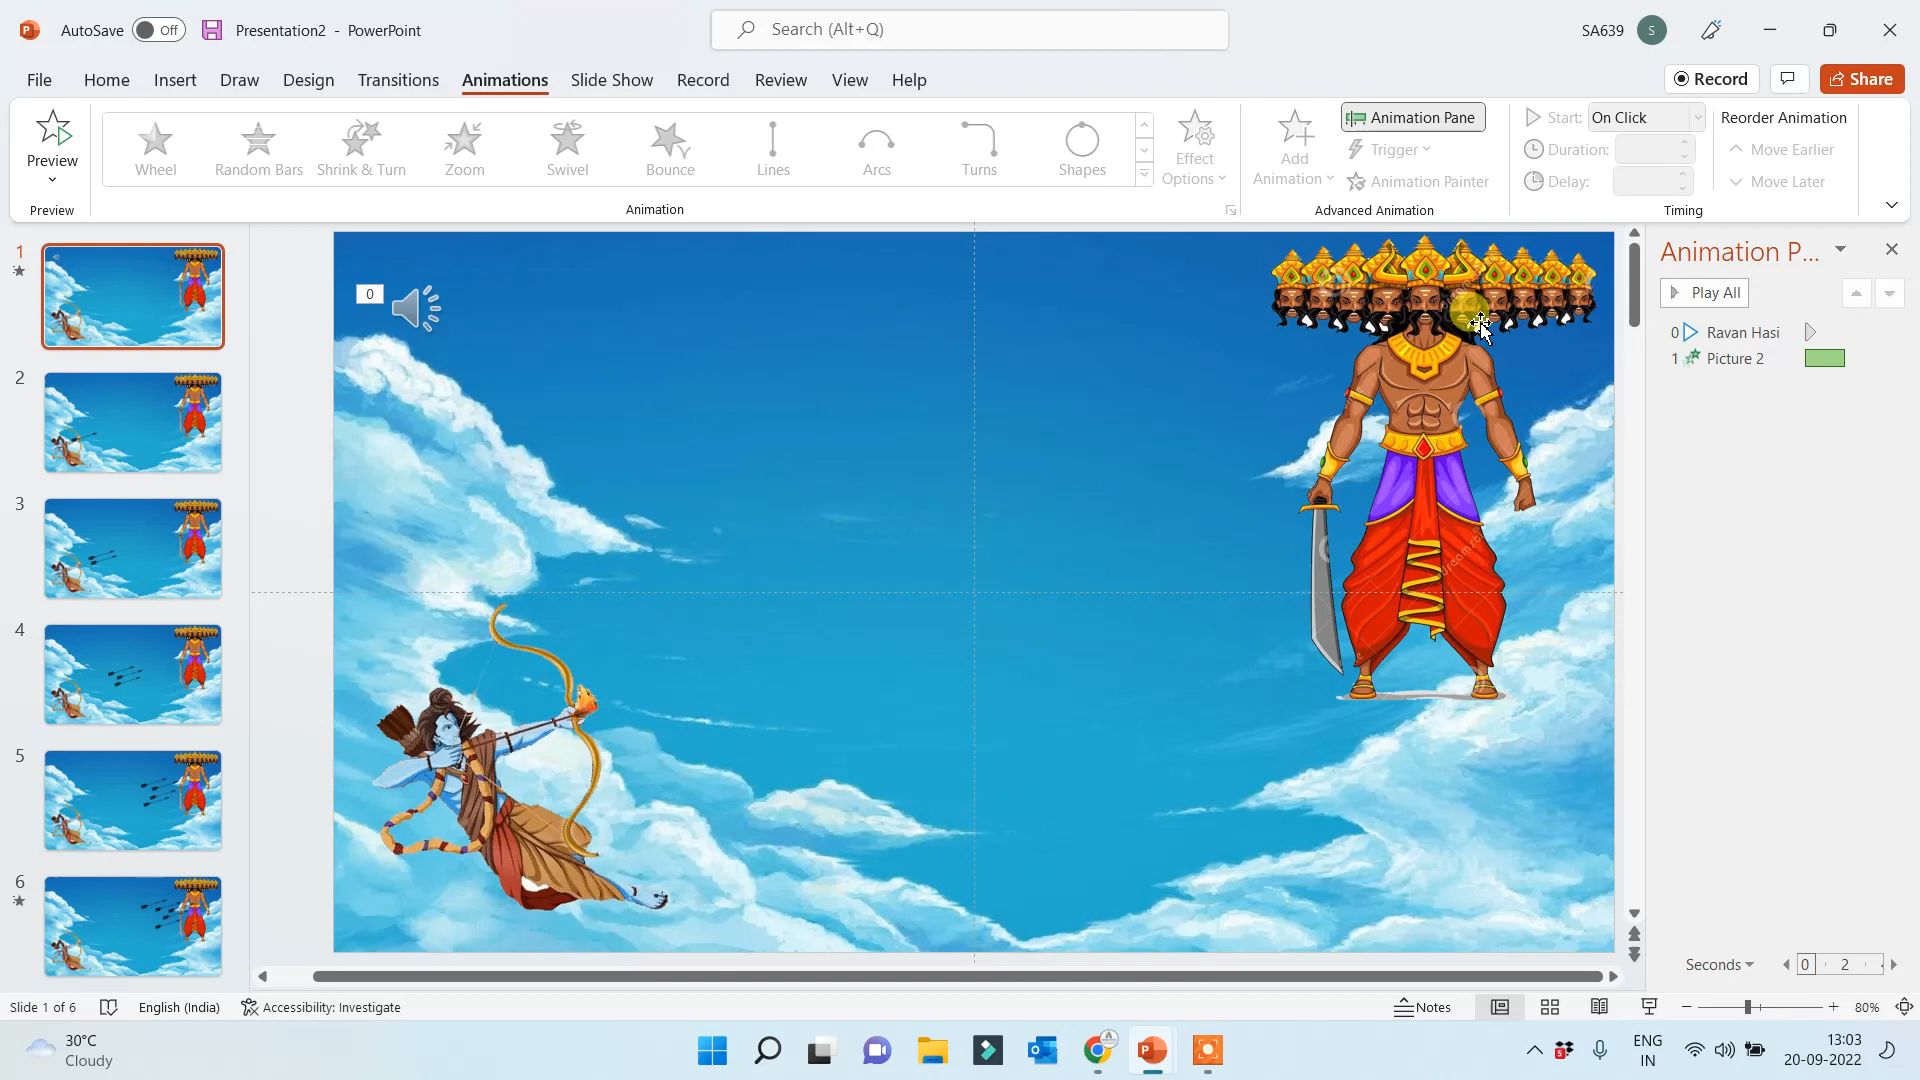 AutoSave
Off
Presentation2 - PowerPoint
Search (Alt+Q)
SA639
S
File
Home
Insert
Draw
Design
Transitions
Animations
Slide Show
Record
Review
View
Help
Record
Share
Preview
Preview
Wheel
Random Bars
Shrink & Turn
Zoom
Swivel
Bounce
Lines
Arcs
Turns
Shapes
Animation
Effect
Options
Add
Animation
Animation Pane
Trigger
Animation Painter
Advanced Animation
Start: On Click
Duration:
Delay:
Timing
Reorder Animation
Move Earlier
Move Later
1
2
3
4
5
6
0
Animation P...
Play All
0 Ravan Hasi
1 Picture 2
Seconds
0
2
Slide 1 of 6
English (India)
Accessibility: Investigate
Notes
80%
30°C
Cloudy
5
ENG
IN
13:03
20-09-2022